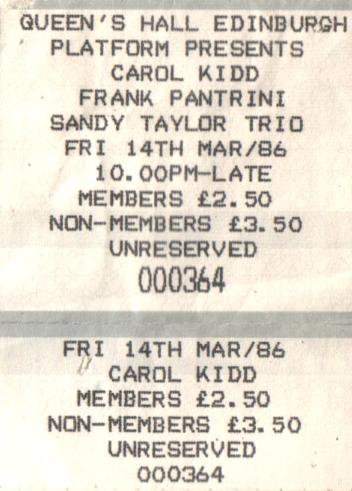 QUEEN'S HALL EDINBURGH
PLATFORM PRESENTS
CAROL KIDD
FRANK PANTRINI
SANDY TAYLOR TRIO
FRI 14TH MAR/86
10.00PM-LATE
MEMBERS £2.50
NON-MEMBERS £3.50
UNRESERVED
000364
FRI 14TH MAR/86
CAROL KIDD
MEMBERS £2.50
NON-MEMBERS £3.50
UNRESERVED
000364